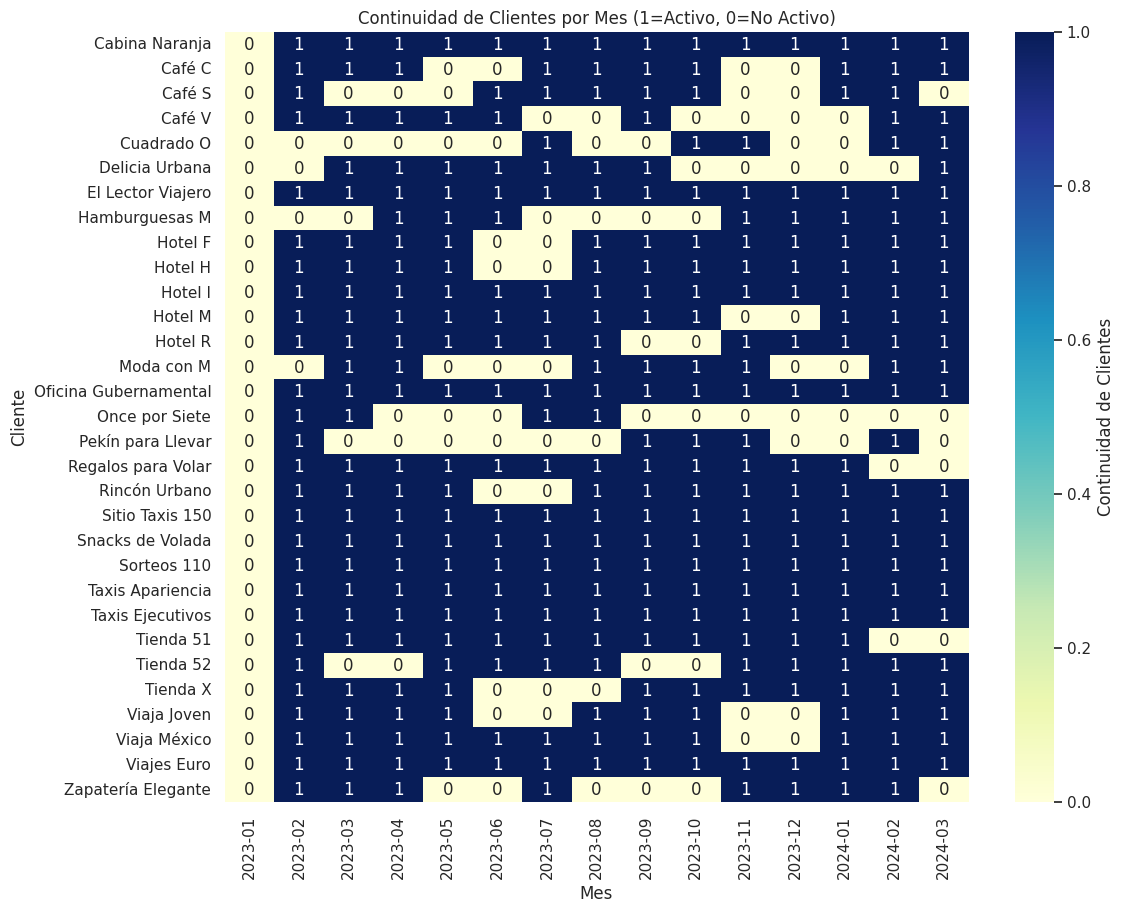 Continuidad de Clientes por Mes (1=Activo, 0=No Activo)
Cabina Naranja 0 1 1 1 1 1 1 1 1 1 1 1 1 1 1
Café C 0 1 1 1 0 0 1 1 1 1 0 0 1 1 1
Café S 0 1 0 0 0 1 1 1 1 1 0 0 1 1 0
Café V 0 1 1 1 1 1 0 0 1 0 0 0 0 1 1
Cuadrado O 0 0 0 0 0 0 1 0 0 1 1 0 0 1 1
Delicia Urbana 0 0 1 1 1 1 1 1 1 0 0 0 0 0 1
El Lector Viajero 0 1 1 1 1 1 1 1 1 1 1 1 1 1 1
Hamburguesas M 0 0 0 1 1 1 0 0 0 0 1 1 1 1 1
Hotel F 0 1 1 1 1 0 0 1 1 1 1 1 1 1 1
Hotel H 0 1 1 1 1 0 0 1 1 1 1 1 1 1 1
Hotel I 0 1 1 1 1 1 1 1 1 1 1 1 1 1 1
Hotel M 0 1 1 1 1 1 1 1 1 1 0 0 1 1 1
Hotel R 0 1 1 1 1 1 1 1 0 0 1 1 1 1 1
Moda con M 0 0 1 1 0 0 0 1 1 1 1 0 0 1 1
Oficina Gubernamental 0 1 1 1 1 1 1 1 1 1 1 1 1 1 1
Once por Siete 0 1 1 0 0 0 1 1 0 0 0 0 0 0 0
Pekín para Llevar 0 1 0 0 0 0 0 0 1 1 1 0 0 1 0
Regalos para Volar 0 1 1 1 1 1 1 1 1 1 1 1 1 0 0
Rincón Urbano 0 1 1 1 1 0 0 1 1 1 1 1 1 1 1
Sitio Taxis 150 0 1 1 1 1 1 1 1 1 1 1 1 1 1 1
Snacks de Volada 0 1 1 1 1 1 1 1 1 1 1 1 1 1 1
Sorteos 110 0 1 1 1 1 1 1 1 1 1 1 1 1 1 1
Taxis Apariencia 0 1 1 1 1 1 1 1 1 1 1 1 1 1 1
Taxis Ejecutivos 0 1 1 1 1 1 1 1 1 1 1 1 1 1 1
Tienda 51 0 1 1 1 1 1 1 1 1 1 1 1 1 0 0
Tienda 52 0 1 0 0 1 1 1 1 0 0 1 1 1 1 1
Tienda X 0 1 1 1 1 0 0 0 1 1 1 1 1 1 1
Viaja Joven 0 1 1 1 1 0 0 1 1 1 0 0 1 1 1
Viaja México 0 1 1 1 1 1 1 1 1 1 0 0 1 1 1
Viajes Euro 0 1 1 1 1 1 1 1 1 1 1 1 1 1 1
Zapatería Elegante 0 1 1 1 0 0 1 0 0 0 1 1 1 1 0
2023-01 2023-02 2023-03 2023-04 2023-05 2023-06 2023-07 2023-08 2023-09 2023-10 2023-11 2023-12 2024-01 2024-02 2024-03
Mes
Cliente
1.0
0.8
0.6
0.4
0.2
0.0
Continuidad de Clientes